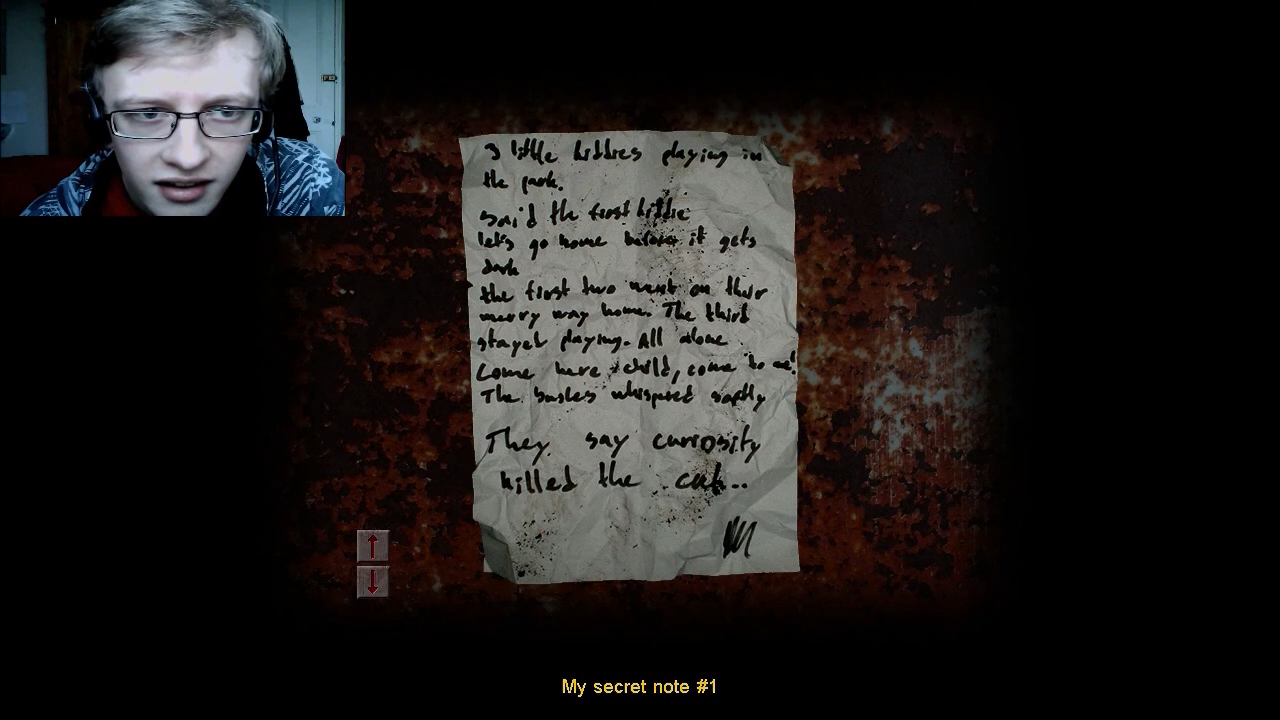 3 little kiddies playing in
the park.
Said the first kiddie
let's go home before it gets
dark
the first two went on their
merry way home. The third
stayed playing. All alone
Come here child, come to me!
The bushes whispered softly
They say curiosity
killed the cat..
My secret note #1